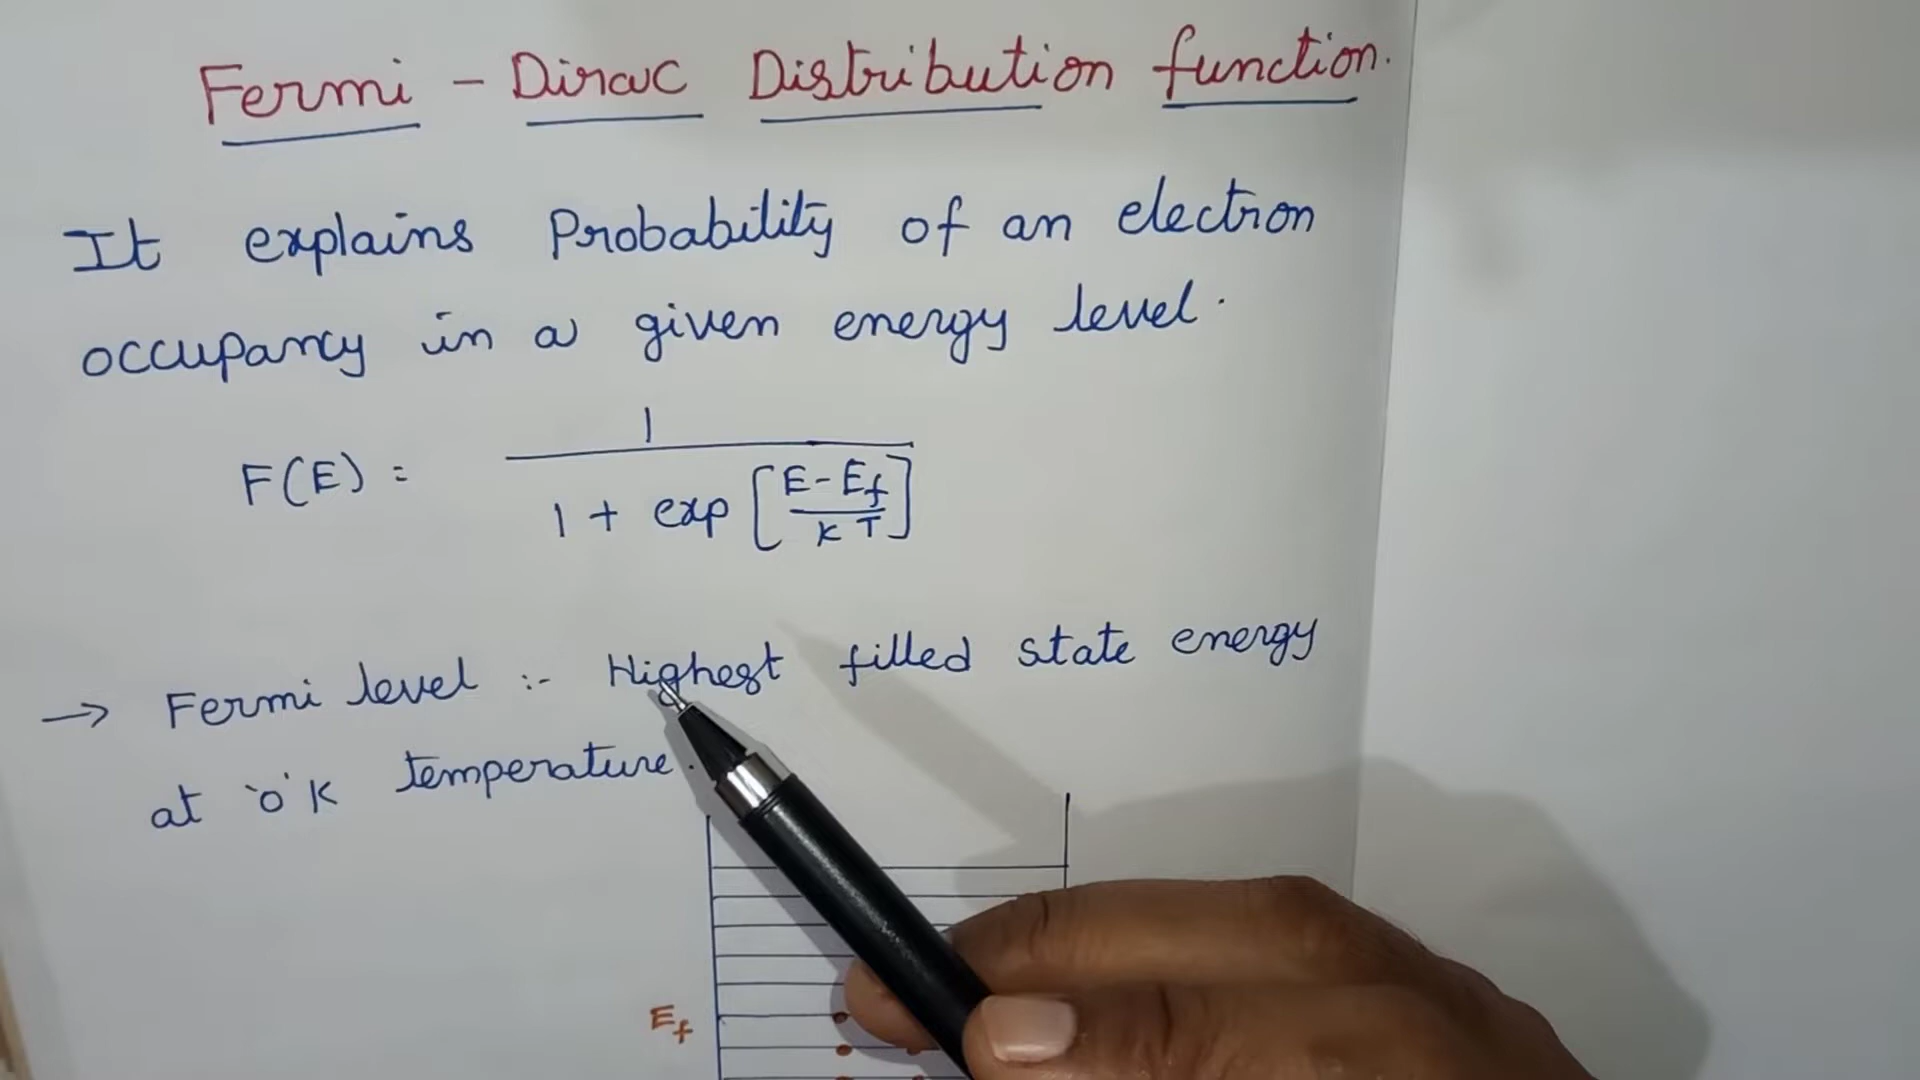 Fermi - Dirac Distribution function.
It explains Probability of an electron
occupancy in a given energy level.
F(E) = 1 / 1 + exp [E - Ef / KT]
→ Fermi level :- Highest filled state energy
at 'o' K temperature.
Ef